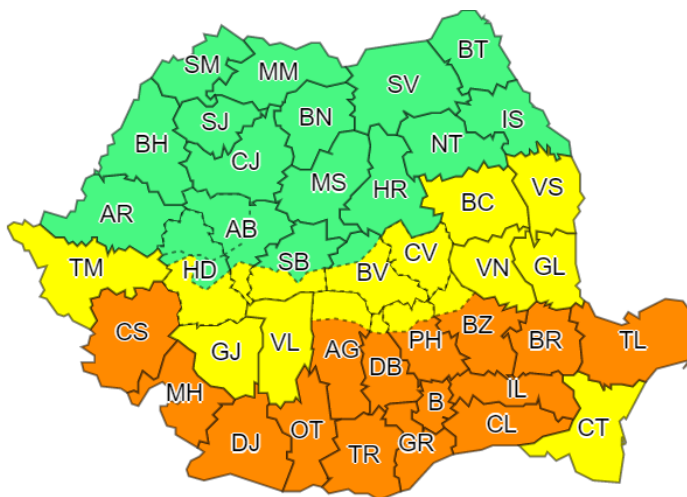 BT
SM
MM
SV
BN
SJ
IS
BH
CJ
NT
MS
HR
VS
BC
AR
AB
CV
SB
TM
HD
BV
VN
GL
CS
BZ
GJ
VL
AG
PH
BR
TL
DB
MH
B
IL
OT
CL
CT
DJ
GR
TR